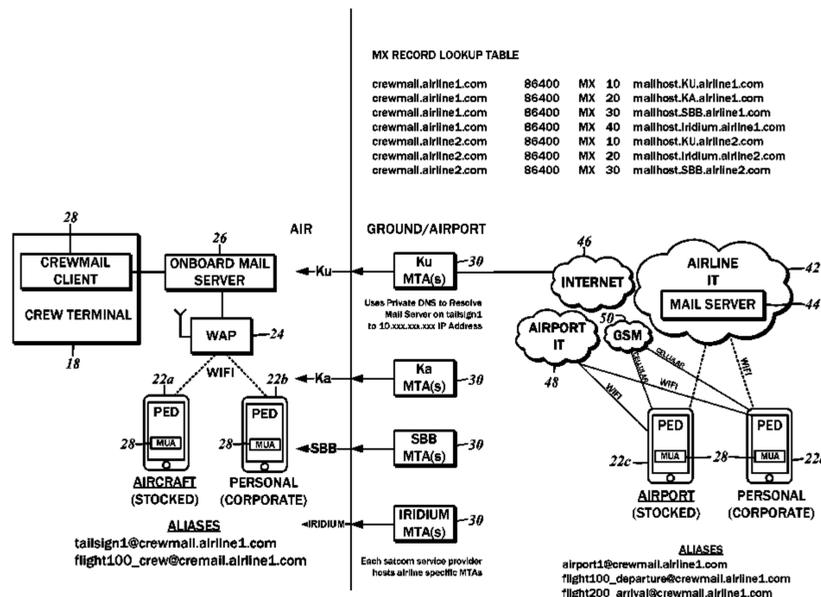 MX RECORD LOOKUP TABLE
crewmail.airline1.com 86400 MX 10 mailhost.KU.airline1.com
crewmail.airline1.com 86400 MX 20 mailhost.KA.airline1.com
crewmail.airline1.com 86400 MX 30 mailhost.SBB.airline1.com
crewmail.airline1.com 86400 MX 40 mailhost.Iridium.airline1.com
crewmail.airline2.com 86400 MX 10 mailhost.KU.airline2.com
crewmail.airline2.com 86400 MX 20 mailhost.Iridium.airline2.com
crewmail.airline2.com 86400 MX 30 mailhost.SBB.airline2.com
AIR
GROUND/AIRPORT
28
CREWMAIL
CLIENT
CREW TERMINAL
18
26
ONBOARD MAIL
SERVER
WAP
24
WIFI
22a
22b
PED
28
MUA
AIRCRAFT
(STOCKED)
PED
28
MUA
PERSONAL
(CORPORATE)
ALIASES
tailsign1@crewmail.airline1.com
flight100_crew@cremail.airline1.com
Ku
Ku
MTA(s)
30
Uses Private DNS to Resolve
Mail Server on tailsign1
to 10.xxx.xxx.xxx IP Address
Ka
Ka
MTA(s)
30
SBB
SBB
MTA(s)
30
IRIDIUM
IRIDIUM
MTA(s)
30
Each satcom service provider
hosts airline specific MTAs
46
INTERNET
AIRLINE
IT
42
MAIL SERVER
44
AIRPORT
IT
48
50
GSM
CELLULAR
CELLULAR
WIFI
WIFI
WIFI
PED
MUA
22c
28
AIRPORT
(STOCKED)
PED
MUA
PERSONAL
(CORPORATE)
ALIASES
airport1@crewmail.airline1.com
flight100_departure@crewmail.airline1.com
flight200_arrival@crewmail.airline1.com